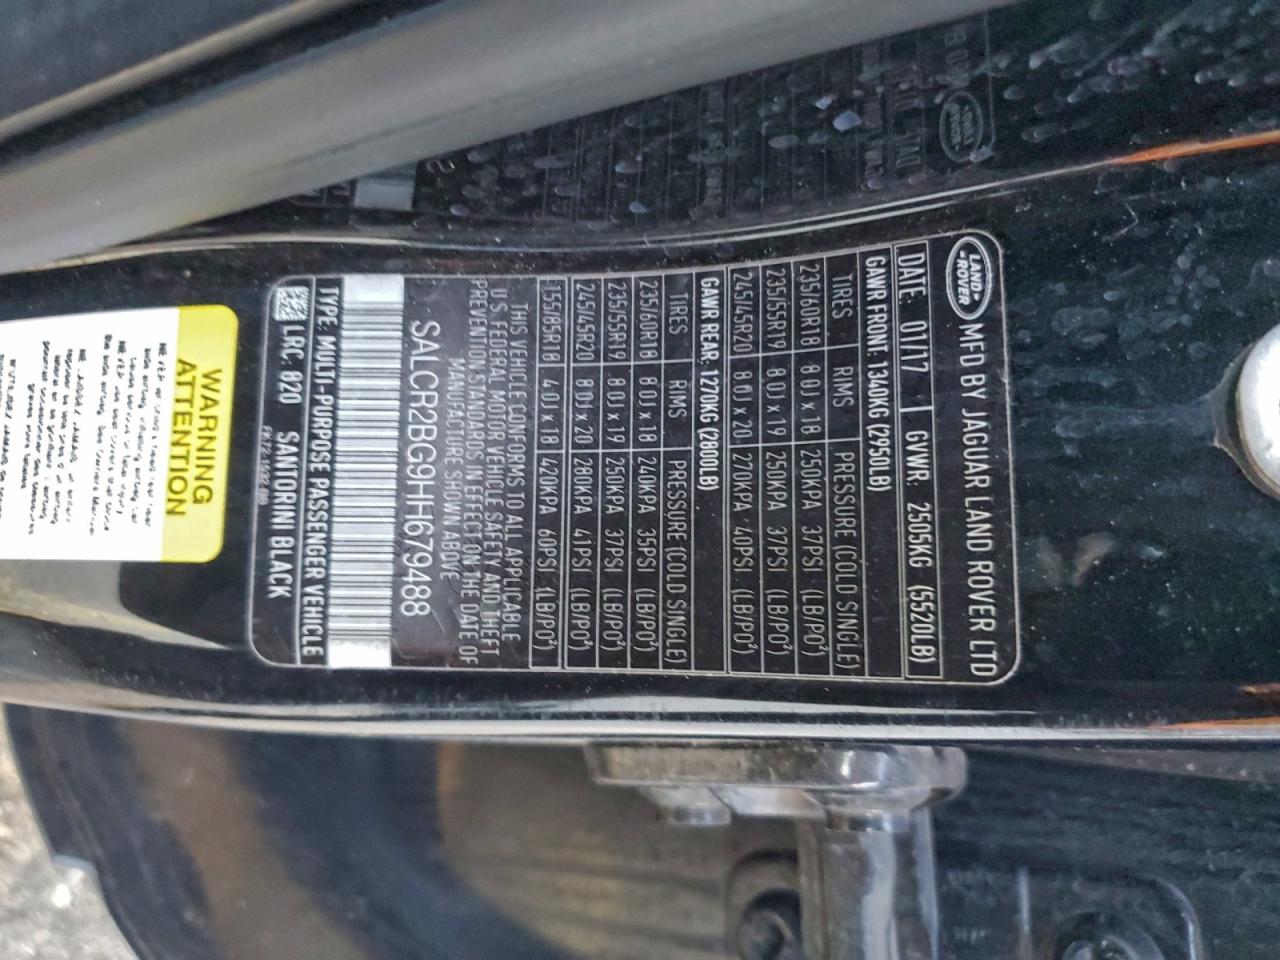 LAND-
-ROVER
MFD BY JAGUAR LAND ROVER LTD
DATE: 01/17 GVWR: 2505KG (5520LB)
GAWR FRONT: 1340KG (2950LB)
TIRES RIMS PRESSURE (COLD SINGLE)
235/60R18 8.0J x 18 250KPA 37PSI (LB/PO²)
235/55R19 8.0J x 19 250KPA 37PSI (LB/PO²)
245/45R20 8.0J x 20 270KPA 40PSI (LB/PO²)
GAWR REAR: 1270KG (2800LB)
TIRES RIMS PRESSURE (COLD SINGLE)
235/60R18 8.0J x 18 240KPA 35PSI (LB/PO²)
235/55R19 8.0J x 19 250KPA 37PSI (LB/PO²)
245/45R20 8.0J x 20 280KPA 41PSI (LB/PO²)
155/85R18 4.0J x 18 420KPA 60PSI (LB/PO²)
THIS VEHICLE CONFORMS TO ALL APPLICABLE
U.S. FEDERAL MOTOR VEHICLE SAFETY AND THEFT
PREVENTION STANDARDS IN EFFECT ON THE DATE OF
MANUFACTURE SHOWN ABOVE
SALCR2BG9HH679488
TYPE: MULTI-PURPOSE PASSENGER VEHICLE
LRC: 820 SANTORINI BLACK
WARNING
ATTENTION